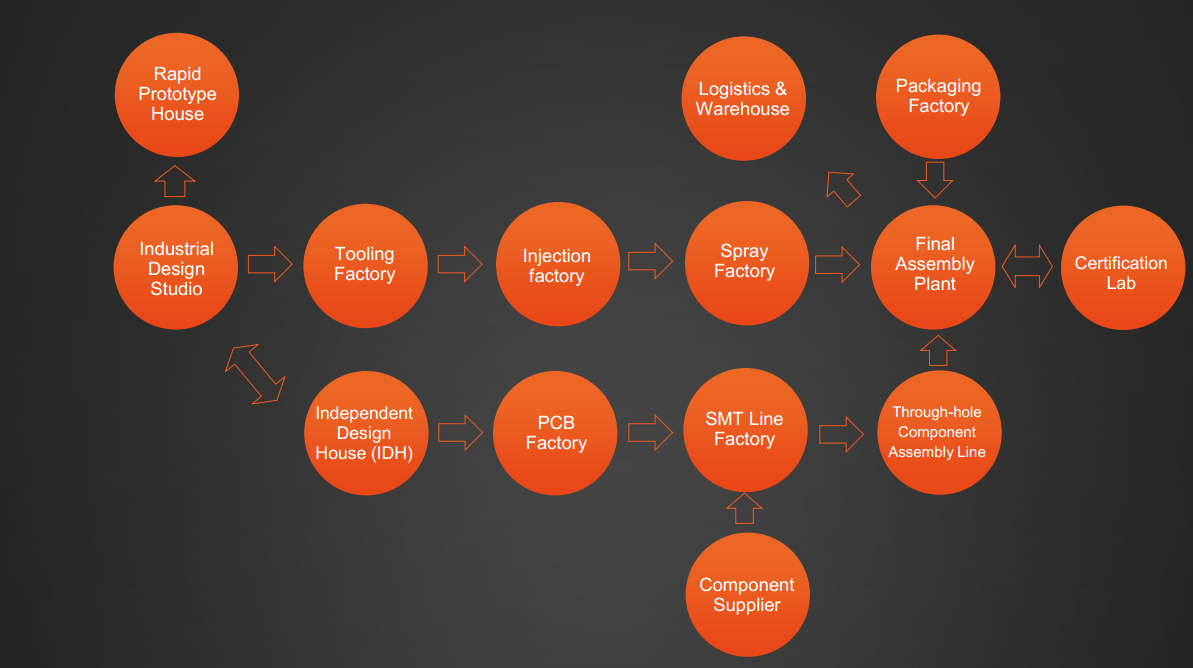 Rapid
Prototype
House
Logistics &
Warehouse
Packaging
Factory
Industrial
Design
Studio
Tooling
Factory
Injection
factory
Spray
Factory
Final
Assembly
Plant
Certification
Lab
Independent
Design
House (IDH)
PCB
Factory
SMT Line
Factory
Through-hole
Component
Assembly Line
Component
Supplier